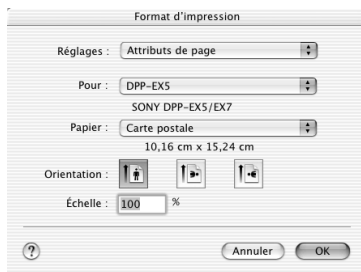 Format d'impression
Réglages : Attributs de page
Pour : DPP-EX5
SONY DPP-EX5/EX7
Papier : Carte postale
10,16 cm x 15,24 cm
Orientation :
Échelle : 100 %
? Annuler OK